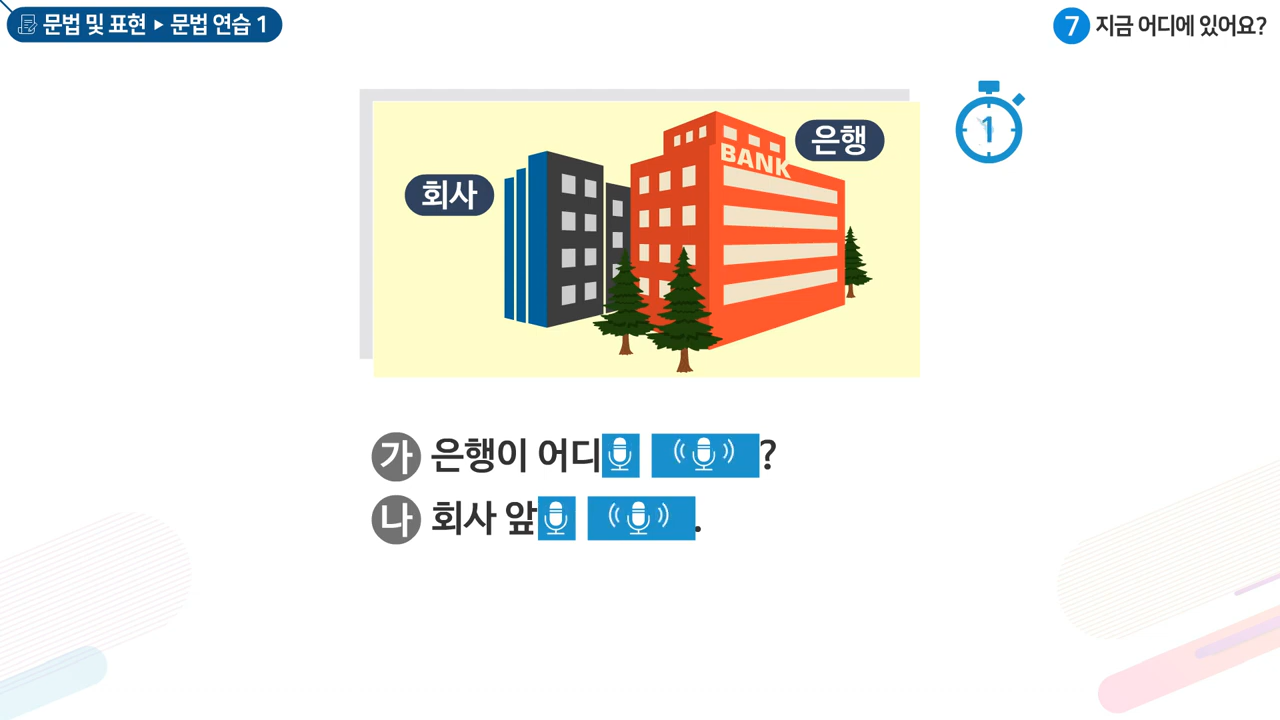 문법 및 표현 ▶ 문법 연습 1
7 지금 어디에 있어요?
1
은행
BANK
회사
가 은행이 어디 ?
나 회사 앞 .